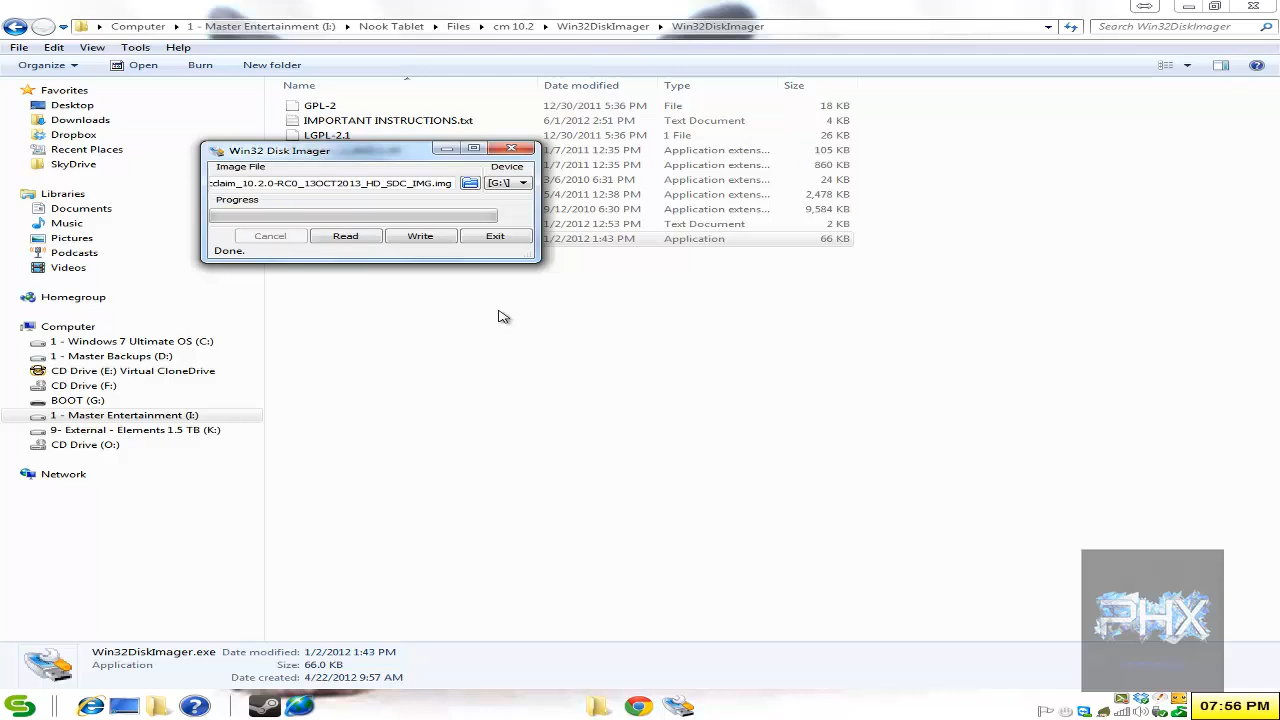 Computer ▸ 1 - Master Entertainment (I:) ▸ Nook Tablet ▸ Files ▸ cm 10.2 ▸ Win32DiskImager ▸ Win32DiskImager
Search Win32DiskImager
File Edit View Tools Help
Organize Open Burn New folder
Name Date modified Type Size
GPL-2 12/30/2011 5:36 PM File 18 KB
IMPORTANT INSTRUCTIONS.txt 6/1/2012 2:51 PM Text Document 4 KB
LGPL-2.1 12/30/2011 5:36 PM 1 File 26 KB
1/7/2011 12:35 PM Application extens... 105 KB
1/7/2011 12:35 PM Application extens... 860 KB
3/6/2010 6:31 PM Application extens... 24 KB
5/4/2011 12:38 PM Application extens... 2,478 KB
9/12/2010 6:30 PM Application extens... 9,584 KB
1/2/2012 12:53 PM Text Document 2 KB
1/2/2012 1:43 PM Application 66 KB
Win32 Disk Imager
Image File Device
claim_10.2.0-RC0_13OCT2013_HD_SDC_IMG.img [G:\]
Progress
Cancel Read Write Exit
Done.
Favorites
Desktop
Downloads
Dropbox
Recent Places
SkyDrive
Libraries
Documents
Music
Pictures
Podcasts
Videos
Homegroup
Computer
1 - Windows 7 Ultimate OS (C:)
1 - Master Backups (D:)
CD Drive (E:) Virtual CloneDrive
CD Drive (F:)
BOOT (G:)
1 - Master Entertainment (I:)
9- External - Elements 1.5 TB (K:)
CD Drive (O:)
Network
PHX
Win32DiskImager.exe Date modified: 1/2/2012 1:43 PM
Application Size: 66.0 KB
Date created: 4/22/2012 9:57 AM
07:56 PM